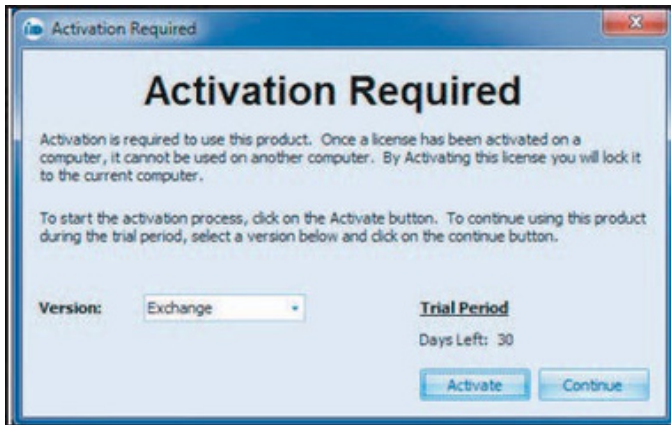 Activation Required
Activation Required
Activation is required to use this product. Once a license has been activated on a
computer, it cannot be used on another computer. By Activating this license you will lock it
to the current computer.
To start the activation process, click on the Activate button. To continue using this product
during the trial period, select a version below and click on the continue button.
Version: Exchange
Trial Period
Days Left: 30
Activate Continue